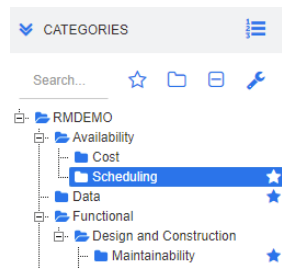 CATEGORIES
Search...
RMDEMO
Availability
Cost
Scheduling
Data
Functional
Design and Construction
Maintainability